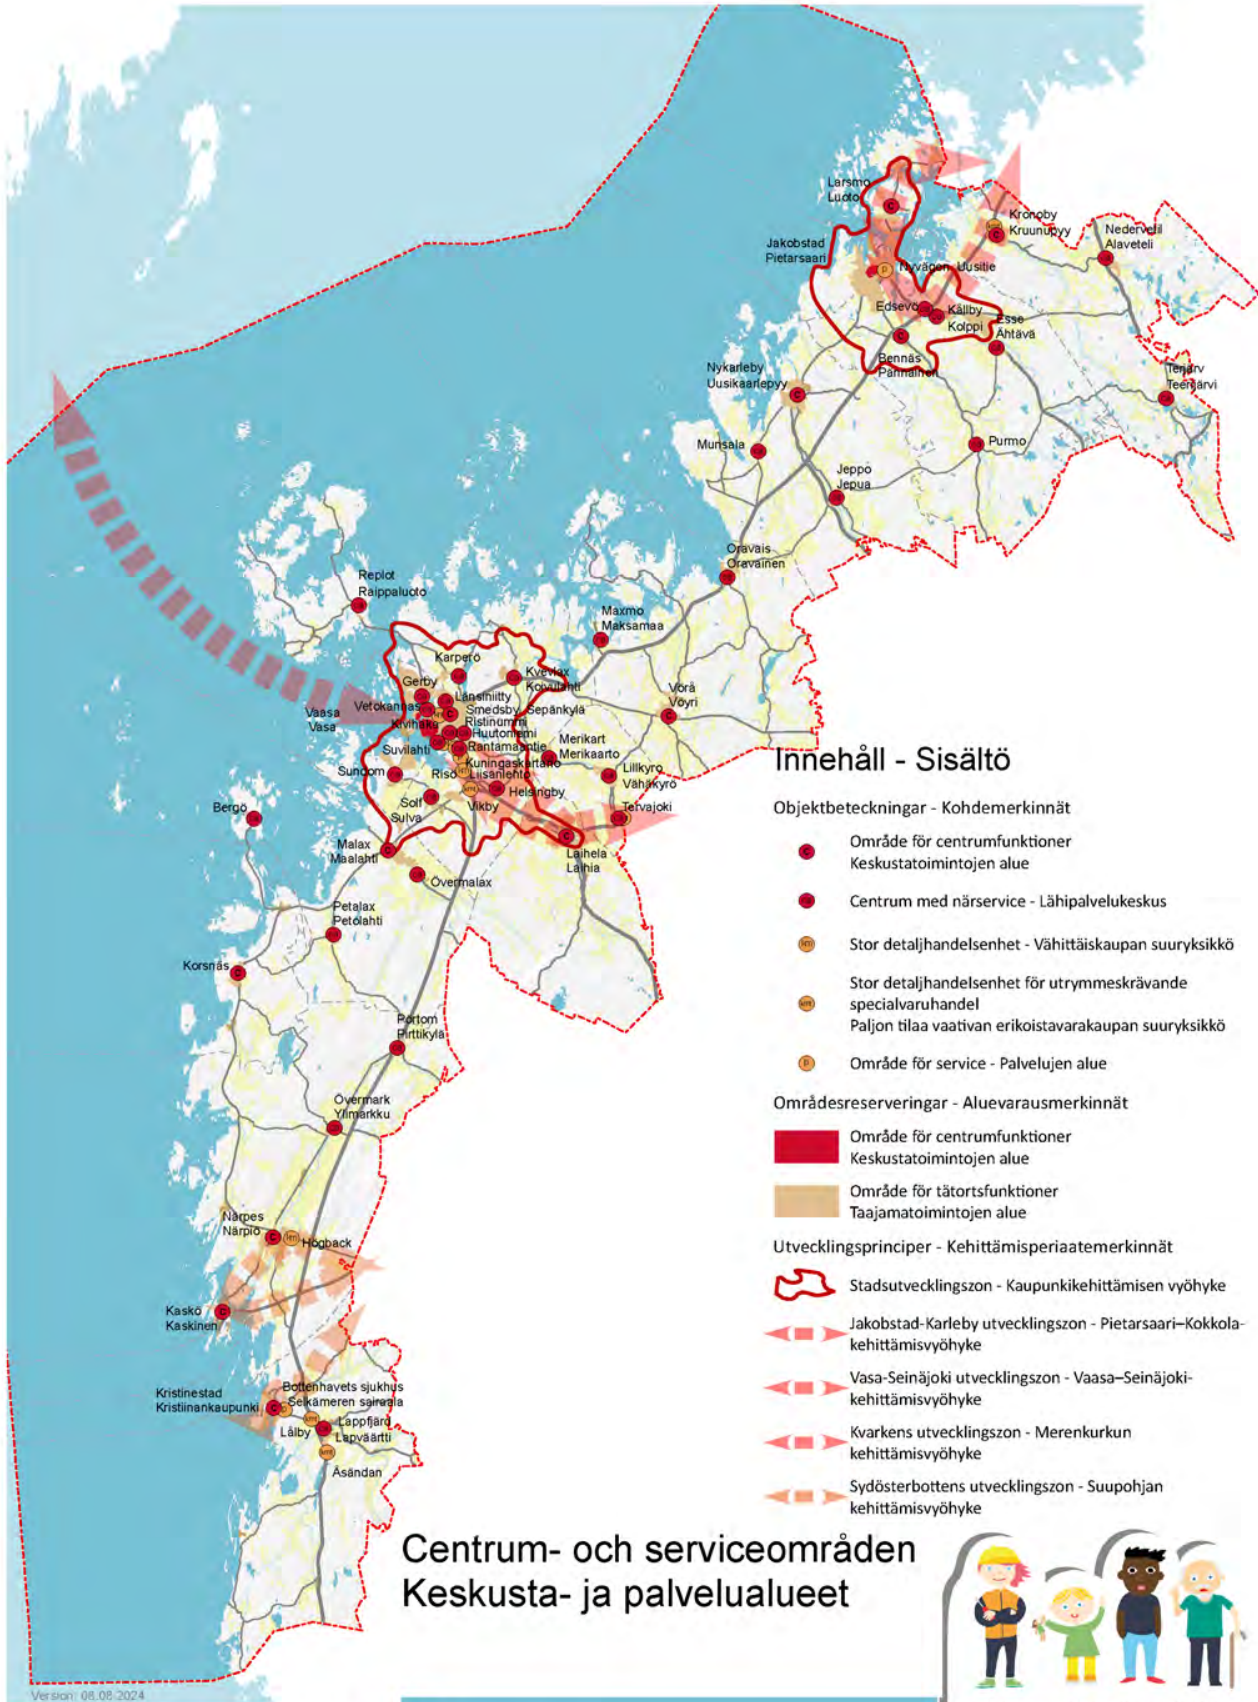 Larsmo
Luoto
Kronoby
Kruunupyy
Nedervetil
Alaveteli
Jakobstad
Pietarsaari
Nyvägen Uusitie
Edsevö
Källby
Kolppi
Esse
Ähtävä
Bennäs
Pännäinen
Nykarleby
Uusikaarlepyy
Terjärv
Teerijärvi
Munsala
Purmo
Jeppo
Jepua
Oravais
Oravainen
Replot
Raippaluoto
Maxmo
Maksamaa
Karperö
Kvevlax
Koivulahti
Gerby
Länsiniitty
Vetokannas
Smedsby Sepänkylä
Vaasa
Vasa
Kivihaka
Ristinummi
Huutoniemi
Vörå
Vöyri
Suvilahti
Rantamaantie
Merikart
Merikaarto
Kuningaskartano
Sundom
Risö
Liisanlehto
Lillkyro
Vähäkyrö
Helsingby
Solf
Sulva
Vikby
Tervajoki
Bergö
Malax
Maalahti
Laihela
Laihia
Övermalax
Petalax
Petolahti
Korsnäs
Pörtom
Pirttikylä
Övermark
Ylimarkku
Närpes
Närpiö
Högback
Kaskö
Kaskinen
Kristinestad
Kristiinankaupunki
Bottenhavets sjukhus
Selkämeren sairaala
Lålby
Lappfjärd
Lapväärtti
Åsändan
Innehåll - Sisältö
Objektbeteckningar - Kohdemerkinnät
Område för centrumfunktioner
Keskustatoimintojen alue
Centrum med närservice - Lähipalvelukeskus
Stor detaljhandelsenhet - Vähittäiskaupan suuryksikkö
Stor detaljhandelsenhet för utrymmeskrävande
specialvaruhandel
Paljon tilaa vaativan erikoistavarakaupan suuryksikkö
Område för service - Palvelujen alue
Områdesreserveringar - Aluevarausmerkinnät
Område för centrumfunktioner
Keskustatoimintojen alue
Område för tätortsfunktioner
Taajamatoimintojen alue
Utvecklingsprinciper - Kehittämisperiaatemerkinnät
Stadsutvecklingszon - Kaupunkikehittämisen vyöhyke
Jakobstad-Karleby utvecklingszon - Pietarsaari–Kokkola-
kehittämisvyöhyke
Vasa-Seinäjoki utvecklingszon - Vaasa–Seinäjoki-
kehittämisvyöhyke
Kvarkens utvecklingszon - Merenkurkun
kehittämisvyöhyke
Sydösterbottens utvecklingszon - Suupohjan
kehittämisvyöhyke
Centrum- och serviceområden
Keskusta- ja palvelualueet
Version: 08.08.2024